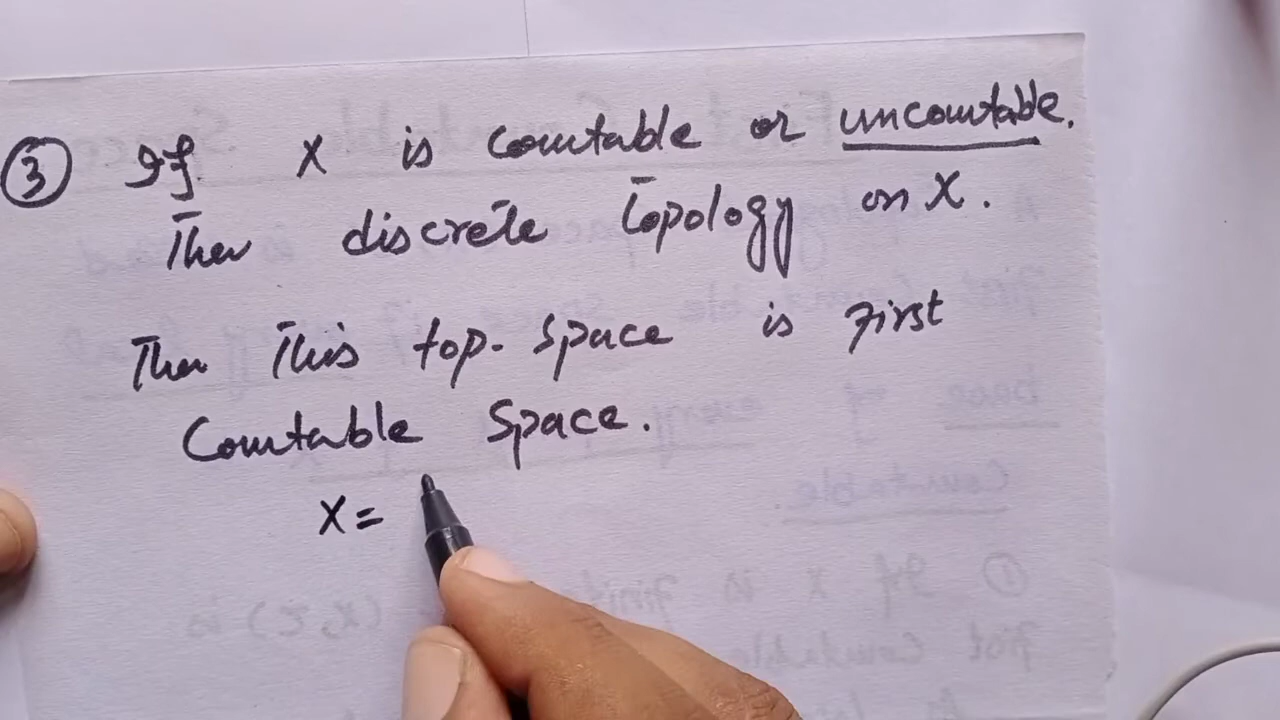 ③ If X is countable or uncountable.
Then discrete topology on X.
Then This top. space is first
Countable Space.
X =